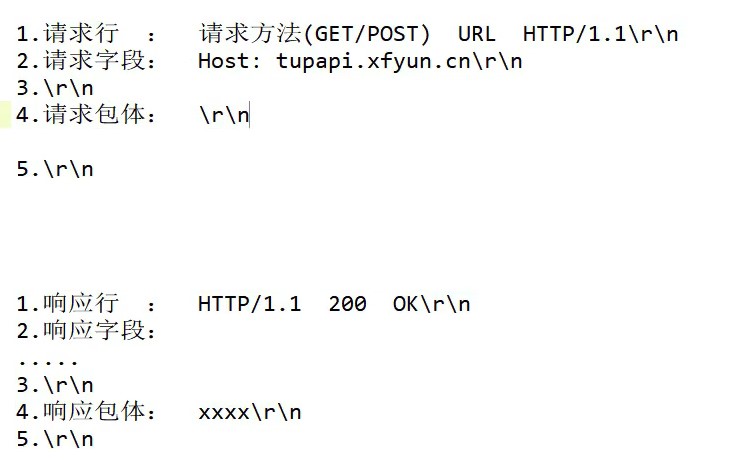 1.请求行 ： 请求方法(GET/POST) URL HTTP/1.1\r\n
2.请求字段： Host: tupapi.xfyun.cn\r\n
3.\r\n
4.请求包体： \r\n
5.\r\n
1.响应行 ： HTTP/1.1 200 OK\r\n
2.响应字段：
.....
3.\r\n
4.响应包体： xxxx\r\n
5.\r\n